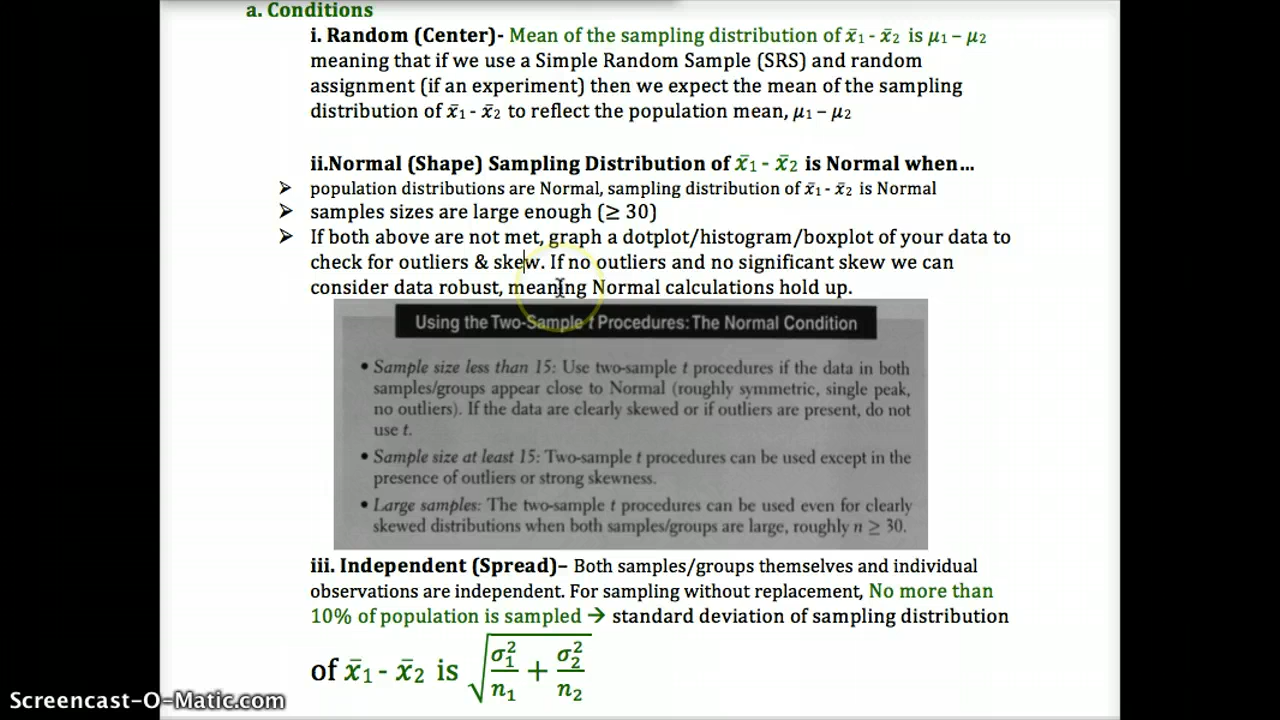 a. Conditions
i. Random (Center)- Mean of the sampling distribution of x̄₁ - x̄₂ is μ₁ – μ₂
meaning that if we use a Simple Random Sample (SRS) and random
assignment (if an experiment) then we expect the mean of the sampling
distribution of x̄₁ - x̄₂ to reflect the population mean, μ₁ – μ₂
ii.Normal (Shape) Sampling Distribution of x̄₁ - x̄₂ is Normal when…
➢ population distributions are Normal, sampling distribution of x̄₁ - x̄₂ is Normal
➢ samples sizes are large enough (≥ 30)
➢ If both above are not met, graph a dotplot/histogram/boxplot of your data to
check for outliers & skew. If no outliers and no significant skew we can
consider data robust, meaning Normal calculations hold up.
Using the Two-Sample t Procedures: The Normal Condition
• Sample size less than 15: Use two-sample t procedures if the data in both
samples/groups appear close to Normal (roughly symmetric, single peak,
no outliers). If the data are clearly skewed or if outliers are present, do not
use t.
• Sample size at least 15: Two-sample t procedures can be used except in the
presence of outliers or strong skewness.
• Large samples: The two-sample t procedures can be used even for clearly
skewed distributions when both samples/groups are large, roughly n ≥ 30.
iii. Independent (Spread)– Both samples/groups themselves and individual
observations are independent. For sampling without replacement, No more than
10% of population is sampled → standard deviation of sampling distribution
of x̄₁ - x̄₂ is √(σ₁²/n₁ + σ₂²/n₂)
Screencast-O-Matic.com